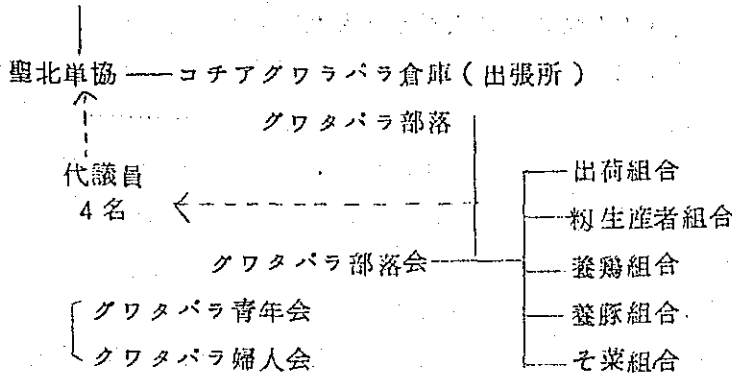 聖北単協 ── コチアグワラパラ倉庫（出張所）
グワタパラ部落
代議員
4名
出荷組合
籾生産者組合
グワタパラ部落会
養鶏組合
グワタパラ青年会
養豚組合
グワタパラ婦人会
そ菜組合